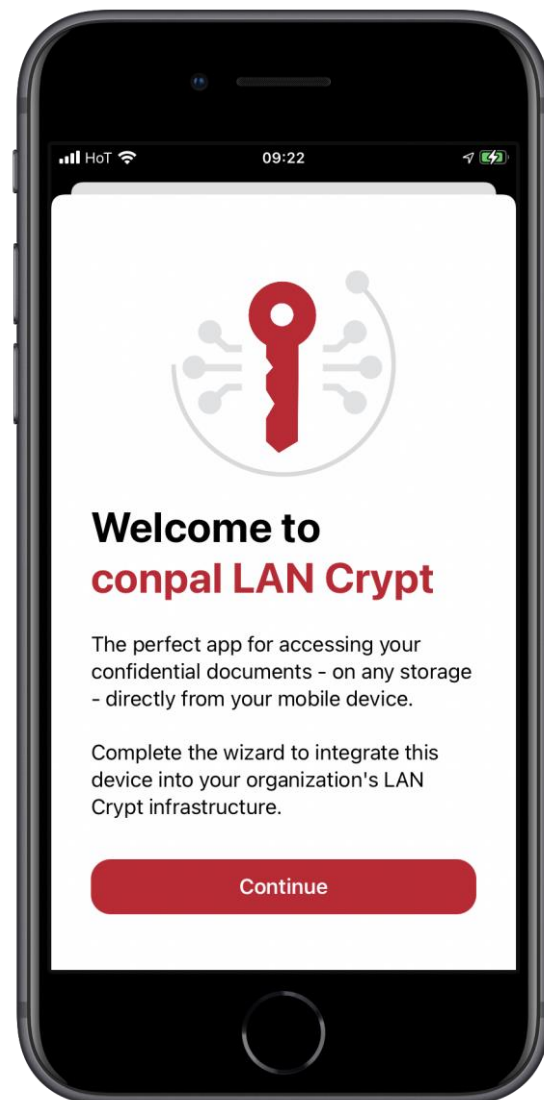 HoT
09:22
Welcome to
conpal LAN Crypt
The perfect app for accessing your
confidential documents - on any storage
- directly from your mobile device.
Complete the wizard to integrate this
device into your organization's LAN
Crypt infrastructure.
Continue